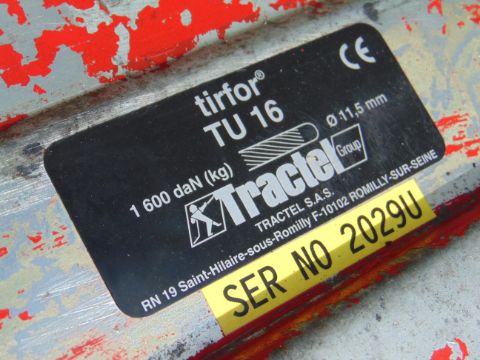 tirfor®
CE
TU 16
1 600 daN (kg)
Ø 11,5 mm
Tractel Group
TRACTEL S.A.S.
RN 19 Saint-Hilaire-sous-Romilly F-10102 ROMILLY-SUR-SEINE
SER NO 2029U